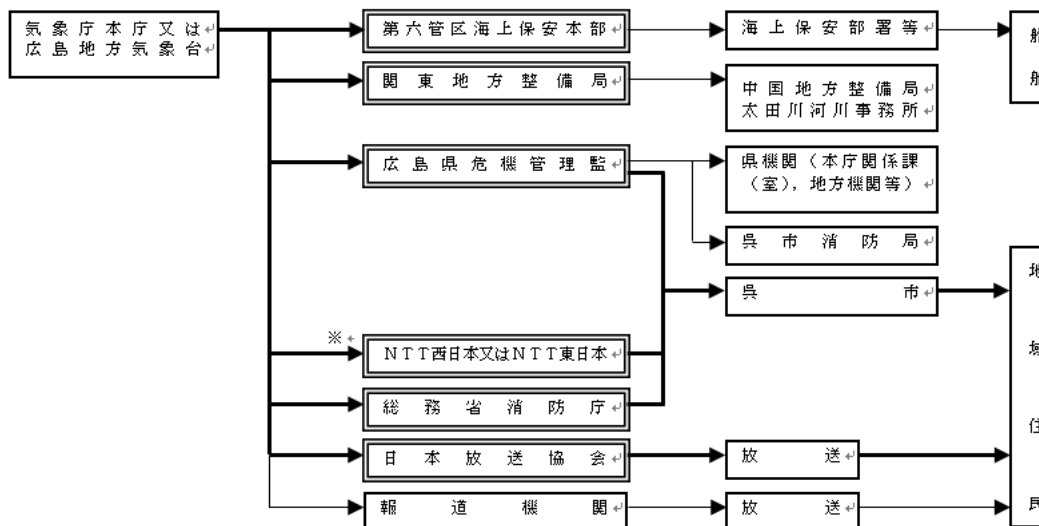 気象庁本庁又は
広島地方気象台
第六管区海上保安本部
海上保安部署等
関東地方整備局
中国地方整備局
太田川河川事務所
広島県危機管理監
県機関（本庁関係課
（室），地方機関等）
呉市消防局
呉市
※
ＮＴＴ西日本又はＮＴＴ東日本
総務省消防庁
日本放送協会
放送
報道機関
放送
地
域
住
民